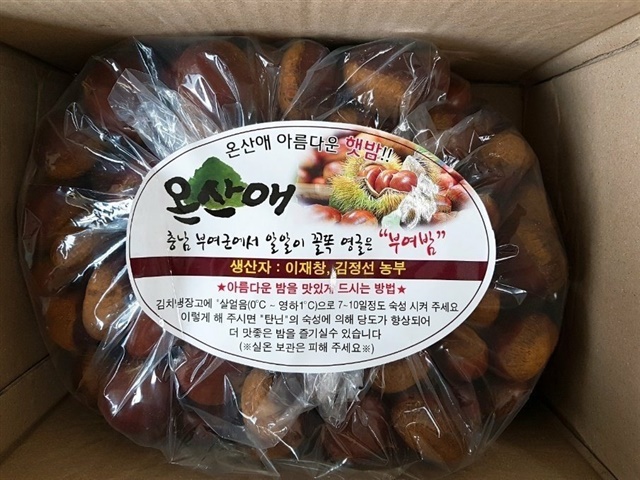 온산애 아름다운 햇밤!!
온산애
충남 부여군에서 알알이 꼴똑 영글은 "부여밤"
생산자 : 이재창, 김정선 농부
★아름다운 밤을 맛있게 드시는 방법★
김치냉장고에 '살얼음(0℃ ~ 영하1℃)으로 7~10일정도 숙성 시켜 주세요
이렇게 해 주시면 "탄닌"의 숙성에 의해 당도가 향상되어
더 맛좋은 밤을 즐기실수 있습니다
(※실온 보관은 피해 주세요※)